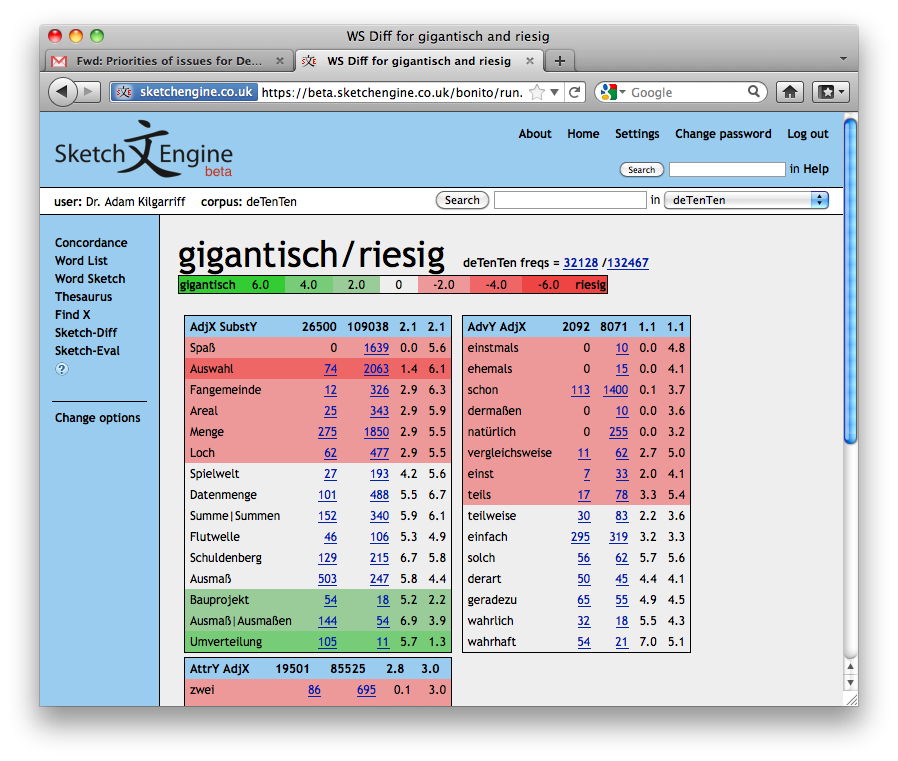 WS Diff for gigantisch and riesig
Fwd: Priorities of issues for De... × WS Diff for gigantisch and riesig × +
sketchengine.co.uk https://beta.sketchengine.co.uk/bonito/run. Google
Sketch 文 Engine
beta
About Home Settings Change password Log out
Search in Help
user: Dr. Adam Kilgarriff corpus: deTenTen Search in deTenTen
Concordance
Word List
Word Sketch
Thesaurus
Find X
Sketch-Diff
Sketch-Eval
?
Change options
gigantisch/riesig deTenTen freqs = 32128 /132467
gigantisch 6.0 4.0 2.0 0 -2.0 -4.0 -6.0 riesig
AdjX SubstY 26500 109038 2.1 2.1
Spaß 0 1639 0.0 5.6
Auswahl 74 2063 1.4 6.1
Fangemeinde 12 326 2.9 6.3
Areal 25 343 2.9 5.9
Menge 275 1850 2.9 5.5
Loch 62 477 2.9 5.5
Spielwelt 27 193 4.2 5.6
Datenmenge 101 488 5.5 6.7
Summe|Summen 152 340 5.9 6.1
Flutwelle 46 106 5.3 4.9
Schuldenberg 129 215 6.7 5.8
Ausmaß 503 247 5.8 4.4
Bauprojekt 54 18 5.2 2.2
Ausmaß|Ausmaßen 144 54 6.9 3.9
Umverteilung 105 11 5.7 1.3
AttrY AdjX 19501 85525 2.8 3.0
zwei 86 695 0.1 3.0
AdvY AdjX 2092 8071 1.1 1.1
einstmals 0 10 0.0 4.8
ehemals 0 15 0.0 4.1
schon 113 1400 0.1 3.7
dermaßen 0 10 0.0 3.6
natürlich 0 255 0.0 3.2
vergleichsweise 11 62 2.7 5.0
einst 7 33 2.0 4.1
teils 17 78 3.3 5.4
teilweise 30 83 2.2 3.6
einfach 295 319 3.2 3.3
solch 56 62 5.7 5.6
derart 50 45 4.4 4.1
geradezu 65 55 4.9 4.5
wahrlich 32 18 5.5 4.3
wahrhaft 54 21 7.0 5.1